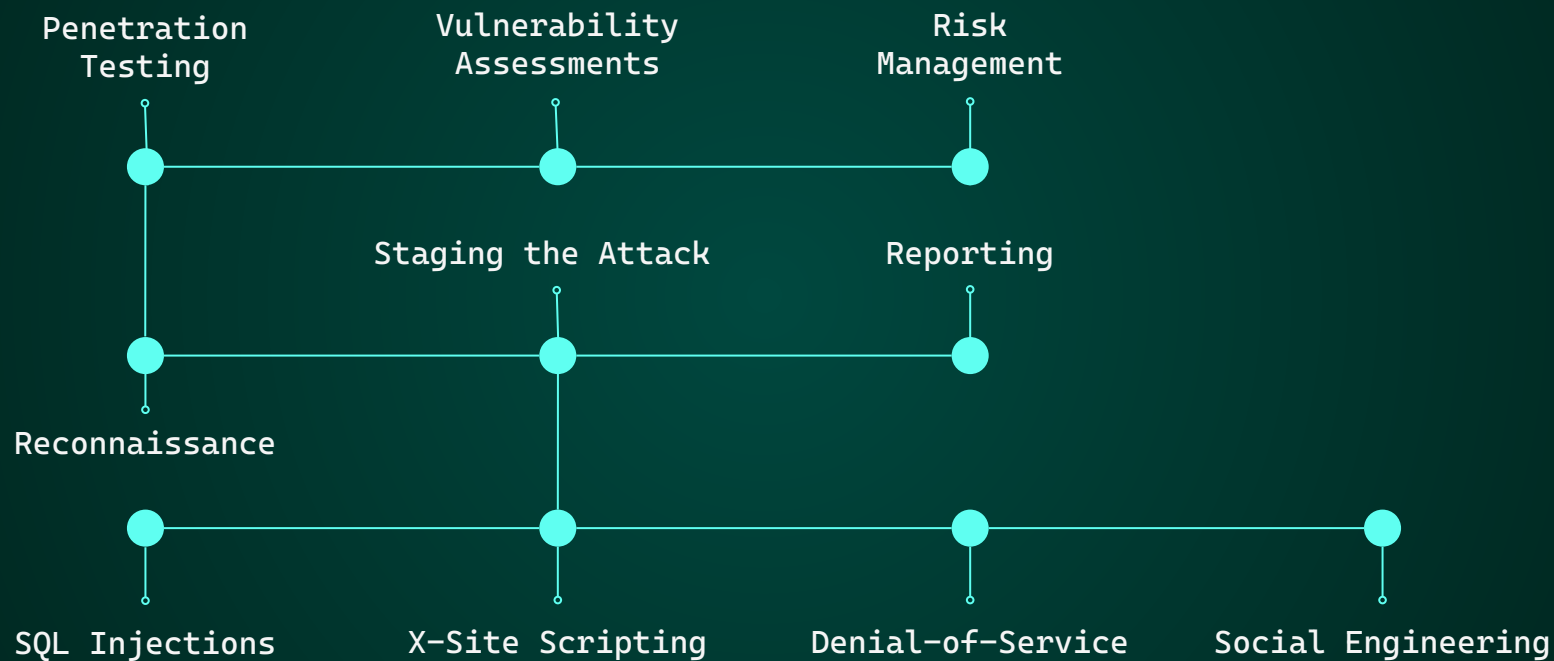 Penetration
Testing
Vulnerability
Assessments
Risk
Management
Staging the Attack
Reporting
Reconnaissance
SQL Injections
X-Site Scripting
Denial-of-Service
Social Engineering